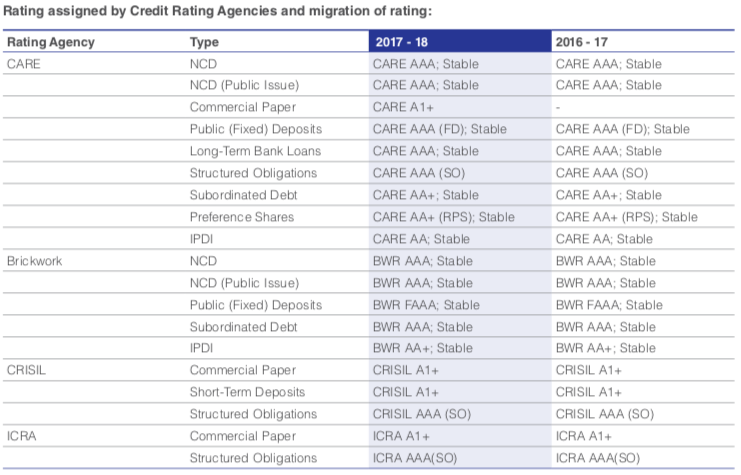 Rating assigned by Credit Rating Agencies and migration of rating:
Rating Agency Type 2017 - 18 2016 - 17
CARE NCD CARE AAA; Stable CARE AAA; Stable
NCD (Public Issue) CARE AAA; Stable CARE AAA; Stable
Commercial Paper CARE A1+ -
Public (Fixed) Deposits CARE AAA (FD); Stable CARE AAA (FD); Stable
Long-Term Bank Loans CARE AAA; Stable CARE AAA; Stable
Structured Obligations CARE AAA (SO) CARE AAA (SO)
Subordinated Debt CARE AA+; Stable CARE AA+; Stable
Preference Shares CARE AA+ (RPS); Stable CARE AA+ (RPS); Stable
IPDI CARE AA; Stable CARE AA; Stable
Brickwork NCD BWR AAA; Stable BWR AAA; Stable
NCD (Public Issue) BWR AAA; Stable BWR AAA; Stable
Public (Fixed) Deposits BWR FAAA; Stable BWR FAAA; Stable
Subordinated Debt BWR AAA; Stable BWR AAA; Stable
IPDI BWR AA+; Stable BWR AA+; Stable
CRISIL Commercial Paper CRISIL A1+ CRISIL A1+
Short-Term Deposits CRISIL A1+ CRISIL A1+
Structured Obligations CRISIL AAA (SO) CRISIL AAA (SO)
ICRA Commercial Paper ICRA A1+ ICRA A1+
Structured Obligations ICRA AAA(SO) ICRA AAA(SO)